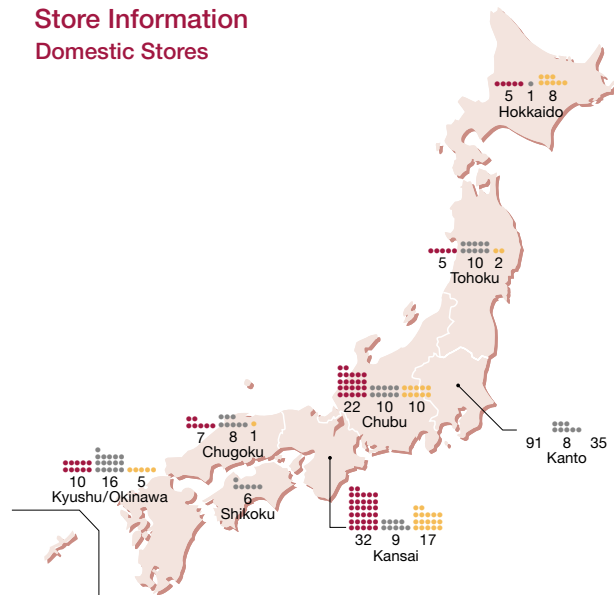 Store Information
Domestic Stores
5 1 8
Hokkaido
5 10 2
Tohoku
22 10 10
Chubu
7 8 1
Chugoku
91 8 35
Kanto
10 16 5
Kyushu/Okinawa
6
Shikoku
32 9 17
Kansai